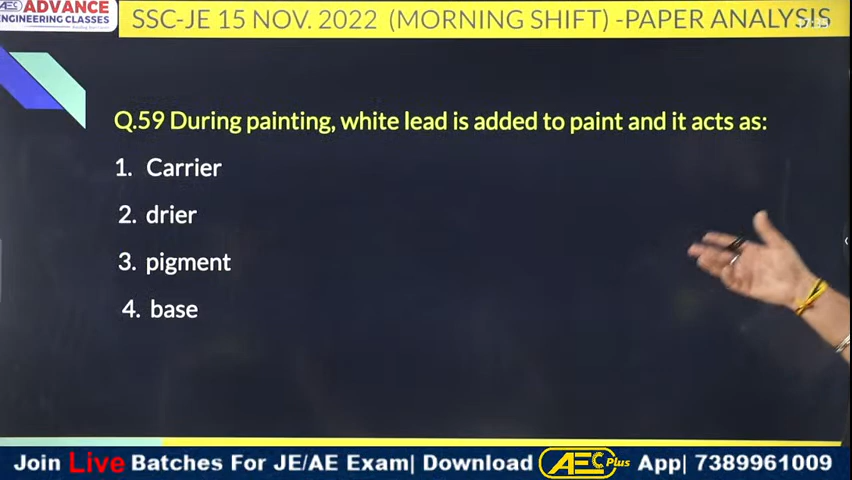 ADVANCE
ENGINEERING CLASSES
SSC-JE 15 NOV. 2022 (MORNING SHIFT) -PAPER ANALYSIS
Q.59 During painting, white lead is added to paint and it acts as:
1. Carrier
2. drier
3. pigment
4. base
Join Live Batches For JE/AE Exam| Download AEC Plus App| 7389961009